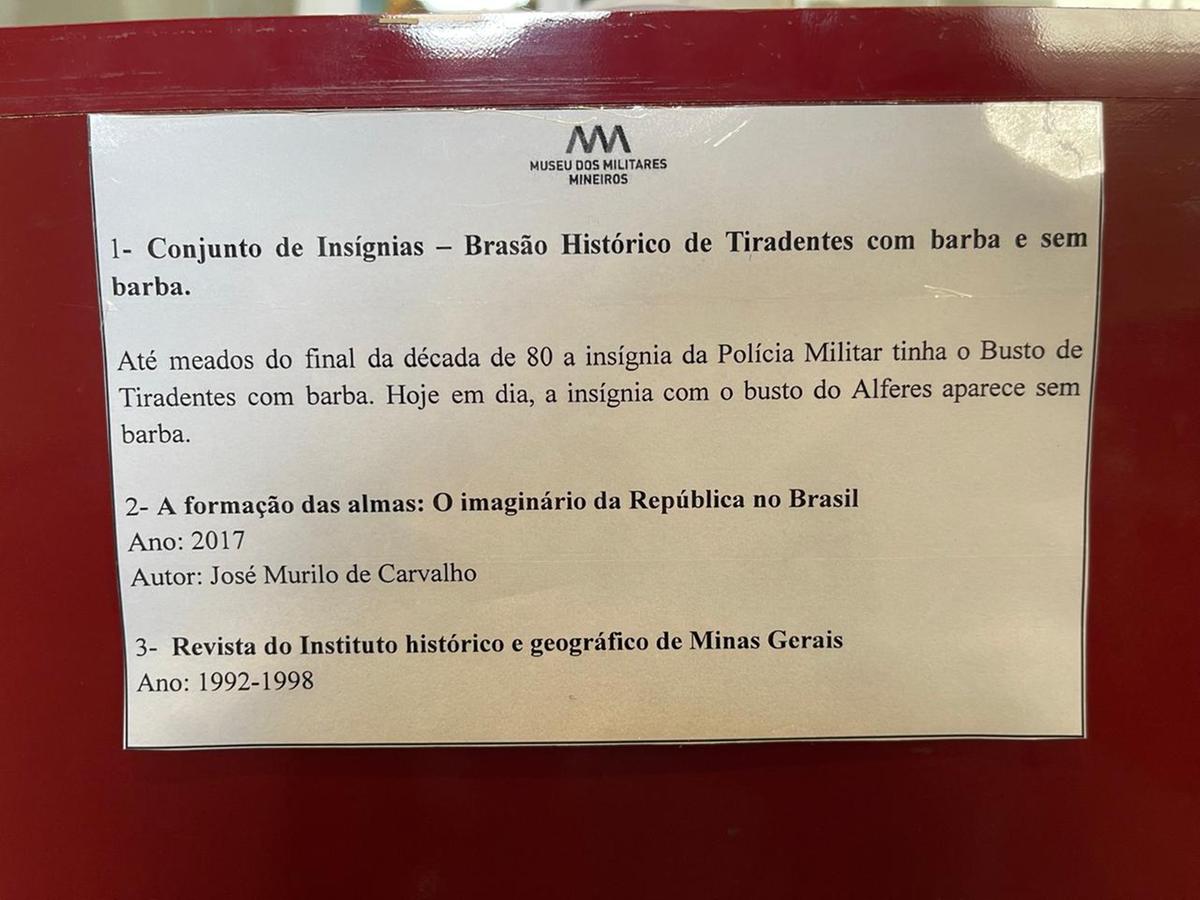 MUSEU DOS MILITARES
MINEIROS
1- Conjunto de Insígnias – Brasão Histórico de Tiradentes com barba e sem
barba.
Até meados do final da década de 80 a insígnia da Polícia Militar tinha o Busto de
Tiradentes com barba. Hoje em dia, a insígnia com o busto do Alferes aparece sem
barba.
2- A formação das almas: O imaginário da República no Brasil
Ano: 2017
Autor: José Murilo de Carvalho
3- Revista do Instituto histórico e geográfico de Minas Gerais
Ano: 1992-1998